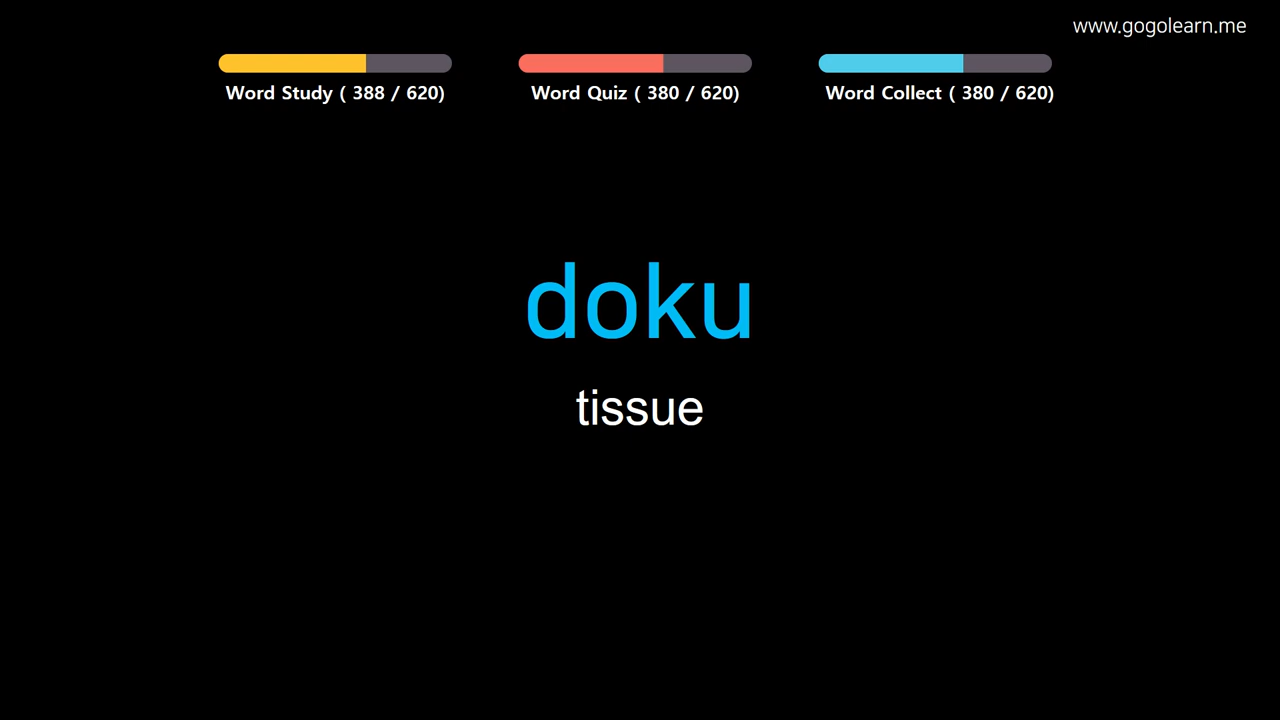 www.gogolearn.me
Word Study ( 388 / 620)
Word Quiz ( 380 / 620)
Word Collect ( 380 / 620)
doku
tissue